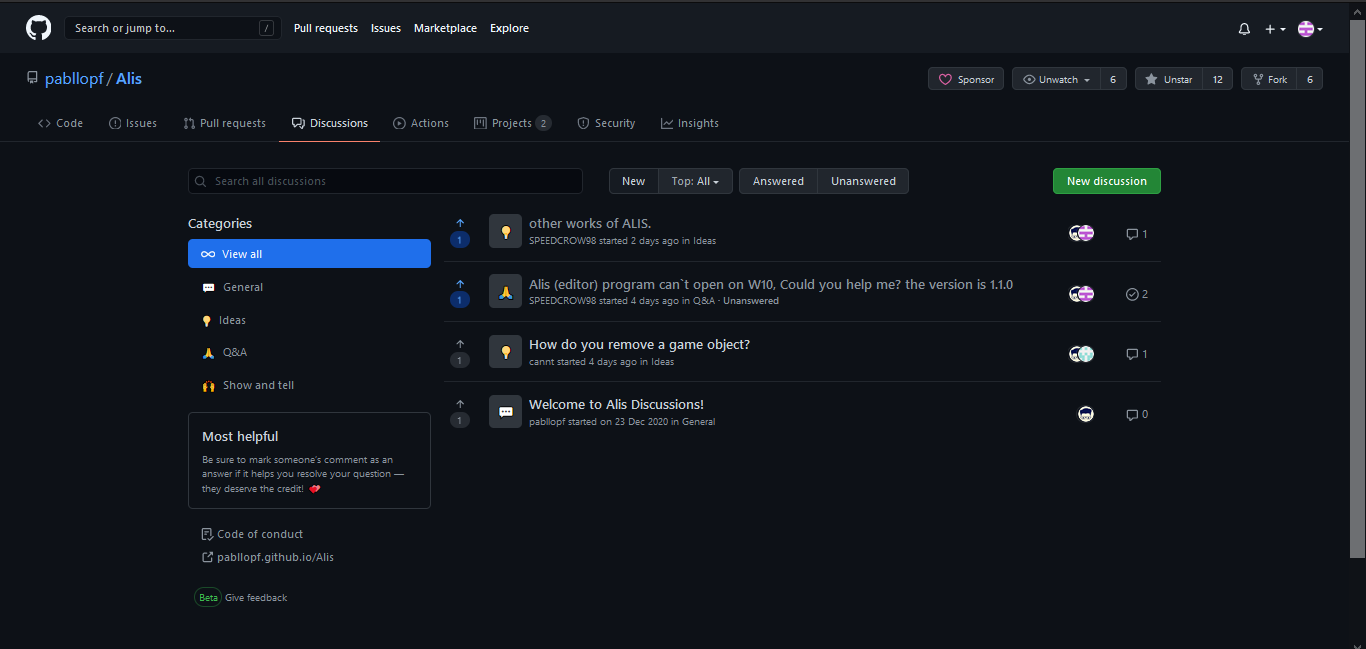 Search or jump to... /
Pull requests Issues Marketplace Explore
pabllopf / Alis
Sponsor Unwatch 6 Unstar 12 Fork 6
Code Issues Pull requests Discussions Actions Projects 2 Security Insights
Search all discussions
New Top: All Answered Unanswered
New discussion
Categories
View all
General
Ideas
Q&A
Show and tell
Most helpful
Be sure to mark someone's comment as an
answer if it helps you resolve your question —
they deserve the credit!
Code of conduct
pabllopf.github.io/Alis
Beta Give feedback
1
other works of ALIS.
SPEEDCROW98 started 2 days ago in Ideas
1
1
Alis (editor) program can`t open on W10, Could you help me? the version is 1.1.0
SPEEDCROW98 started 4 days ago in Q&A · Unanswered
2
1
How do you remove a game object?
cannt started 4 days ago in Ideas
1
1
Welcome to Alis Discussions!
pabllopf started on 23 Dec 2020 in General
0